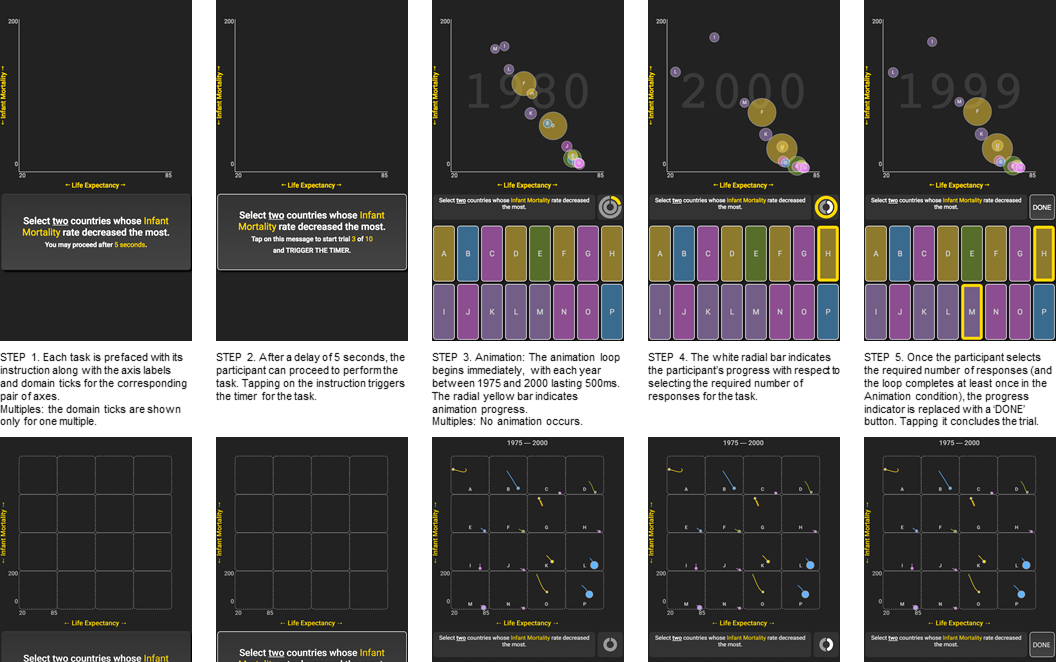 200
↑ Infant Mortality →
0
20
85
← Life Expectancy →
Select two countries whose Infant
Mortality rate decreased the most.
You may proceed after 5 seconds.
200
← Infant Mortality →
0
20
85
← Life Expectancy →
Select two countries whose Infant
Mortality rate decreased the most.
Tap on this message to start trial 3 of 10
and TRIGGER THE TIMER.
200
1980
← Infant Mortality →
0
20
85
← Life Expectancy →
Select two countries whose Infant Mortality rate decreased
the most.
A B C D E F G H
I J K L M N O P
200
2000
← Infant Mortality →
0
20
85
← Life Expectancy →
Select two countries whose Infant Mortality rate decreased
the most.
A B C D E F G H
I J K L M N O P
200
1999
← Infant Mortality →
0
20
85
← Life Expectancy →
Select two countries whose Infant Mortality rate decreased
the most.
DONE
A B C D E F G H
I J K L M N O P
STEP 1. Each task is prefaced with its
instruction along with the axis labels
and domain ticks for the corresponding
pair of axes.
Multiples: the domain ticks are shown
only for one multiple.
STEP 2. After a delay of 5 seconds, the
participant can proceed to perform the
task. Tapping on the instruction triggers
the timer for the task.
STEP 3. Animation: The animation loop
begins immediately, with each year
between 1975 and 2000 lasting 500ms.
The radial yellow bar indicates
animation progress.
Multiples: No animation occurs.
STEP 4. The white radial bar indicates
the participant's progress with respect to
selecting the required number of
responses for the task.
STEP 5. Once the participant selects
the required number of responses (and
the loop completes at least once in the
Animation condition), the progress
indicator is replaced with a 'DONE'
button. Tapping it concludes the trial.
← Infant Mortality →
200
0
20
85
← Life Expectancy →
Select two countries whose Infant
← Infant Mortality →
200
0
20
85
← Life Expectancy →
Select two countries whose Infant
1975 — 2000
A B C D
E F G H
I J K L
M N O P
← Infant Mortality →
200
0
20
85
← Life Expectancy →
Select two countries whose Infant Mortality rate decreased
the most.
1975 — 2000
A B C D
E F G H
I J K L
M N O P
← Infant Mortality →
200
0
20
85
← Life Expectancy →
Select two countries whose Infant Mortality rate decreased
the most.
1975 — 2000
A B C D
E F G H
I J K L
M N O P
← Infant Mortality →
200
0
20
85
← Life Expectancy →
Select two countries whose Infant Mortality rate decreased
the most.
DONE